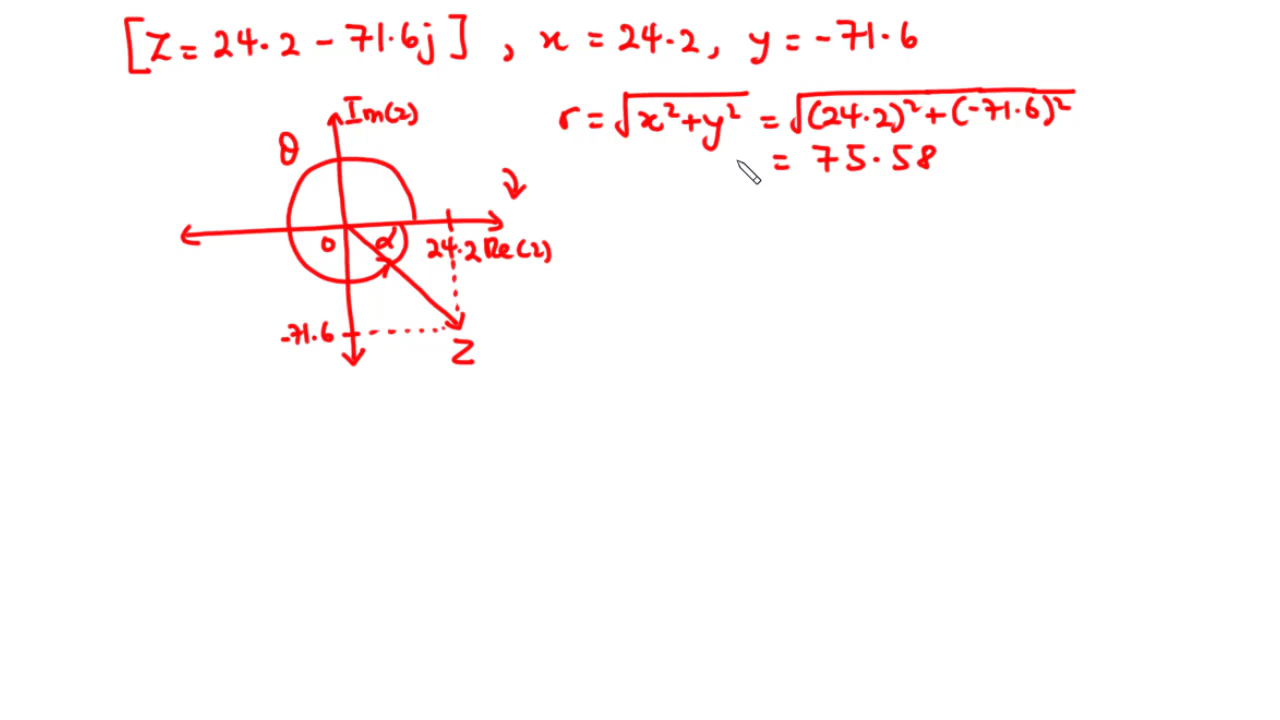 [Z = 24.2 - 71.6j] , x = 24.2, y = -71.6
Im(z)
r = √x²+y² = √(24.2)²+(-71.6)²
θ
= 75.58
0
α
24.2 Re(z)
-71.6
Z